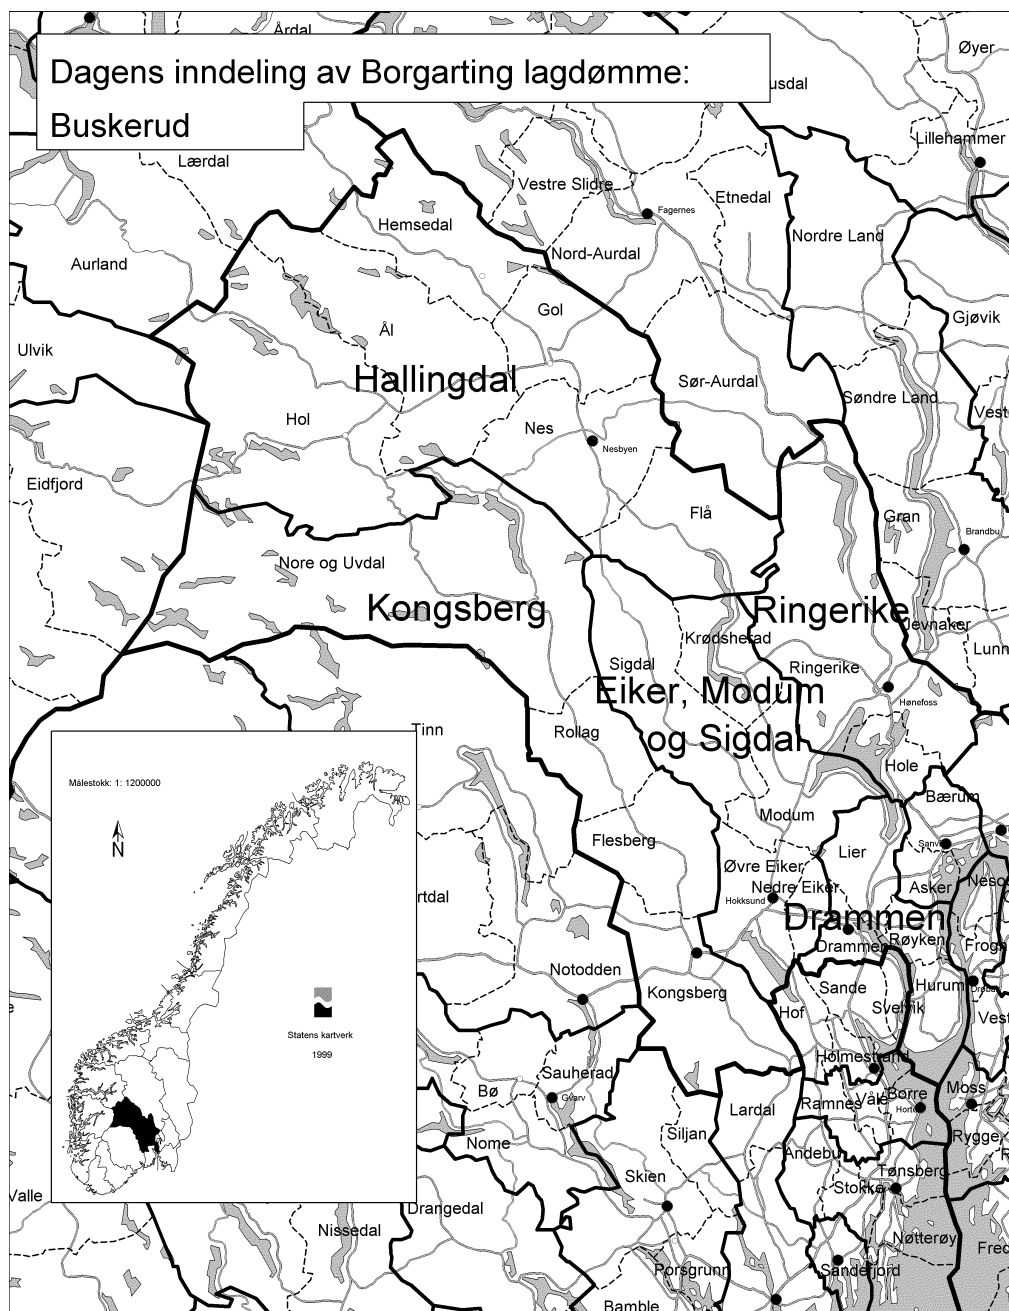 Dagens inndeling av Borgarting lagdømme:
Buskerud
Årdal
Øyer
Lillehammer
Lærdal
Vestre Slidre
Etnedal
Fagernes
Hemsedal
Nordre Land
Nord-Aurdal
Aurland
Gol
Gjøvik
Ål
Ulvik
Hallingdal
Sør-Aurdal
Søndre Land
Hol
Nes
Nesbyen
Eidfjord
Flå
Gran
Brandbu
Nore og Uvdal
Kongsberg
Ringerike
Jevnaker
Krødsherad
Lunn
Sigdal
Ringerike
Eiker, Modum
og Sigdal
Hønefoss
Tinn
Rollag
Hole
Målestokk: 1: 1200000
Bærum
Modum
N
Flesberg
Lier
Øvre Eiker
Nedre Eiker
Asker
Hokksund
Drammen
Røyken
Drammen
Notodden
Sande
Hurum
Kongsberg
Svelvik
Hof
Statens kartverk
1999
Holmestrand
Sauherad
Bø
Gvarv
Moss
Borre
Våle
Ramnes
Lardal
Horten
Nome
Siljan
Rygge
Andebu
Skien
Tønsberg
Stokke
Valle
Drangedal
Nissedal
Nøtterøy
Sandefjord
Porsgrunn
Bamble